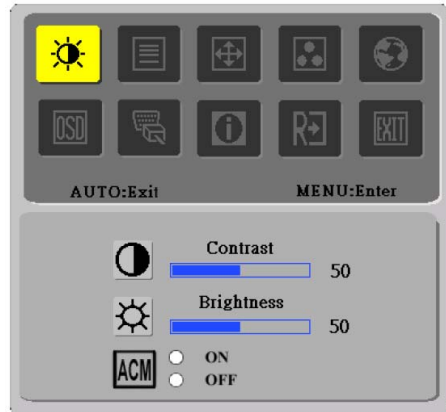 OSD
R
EXIT
AUTO:Exit MENU:Enter
Contrast
50
Brightness
50
ACM
ON
OFF